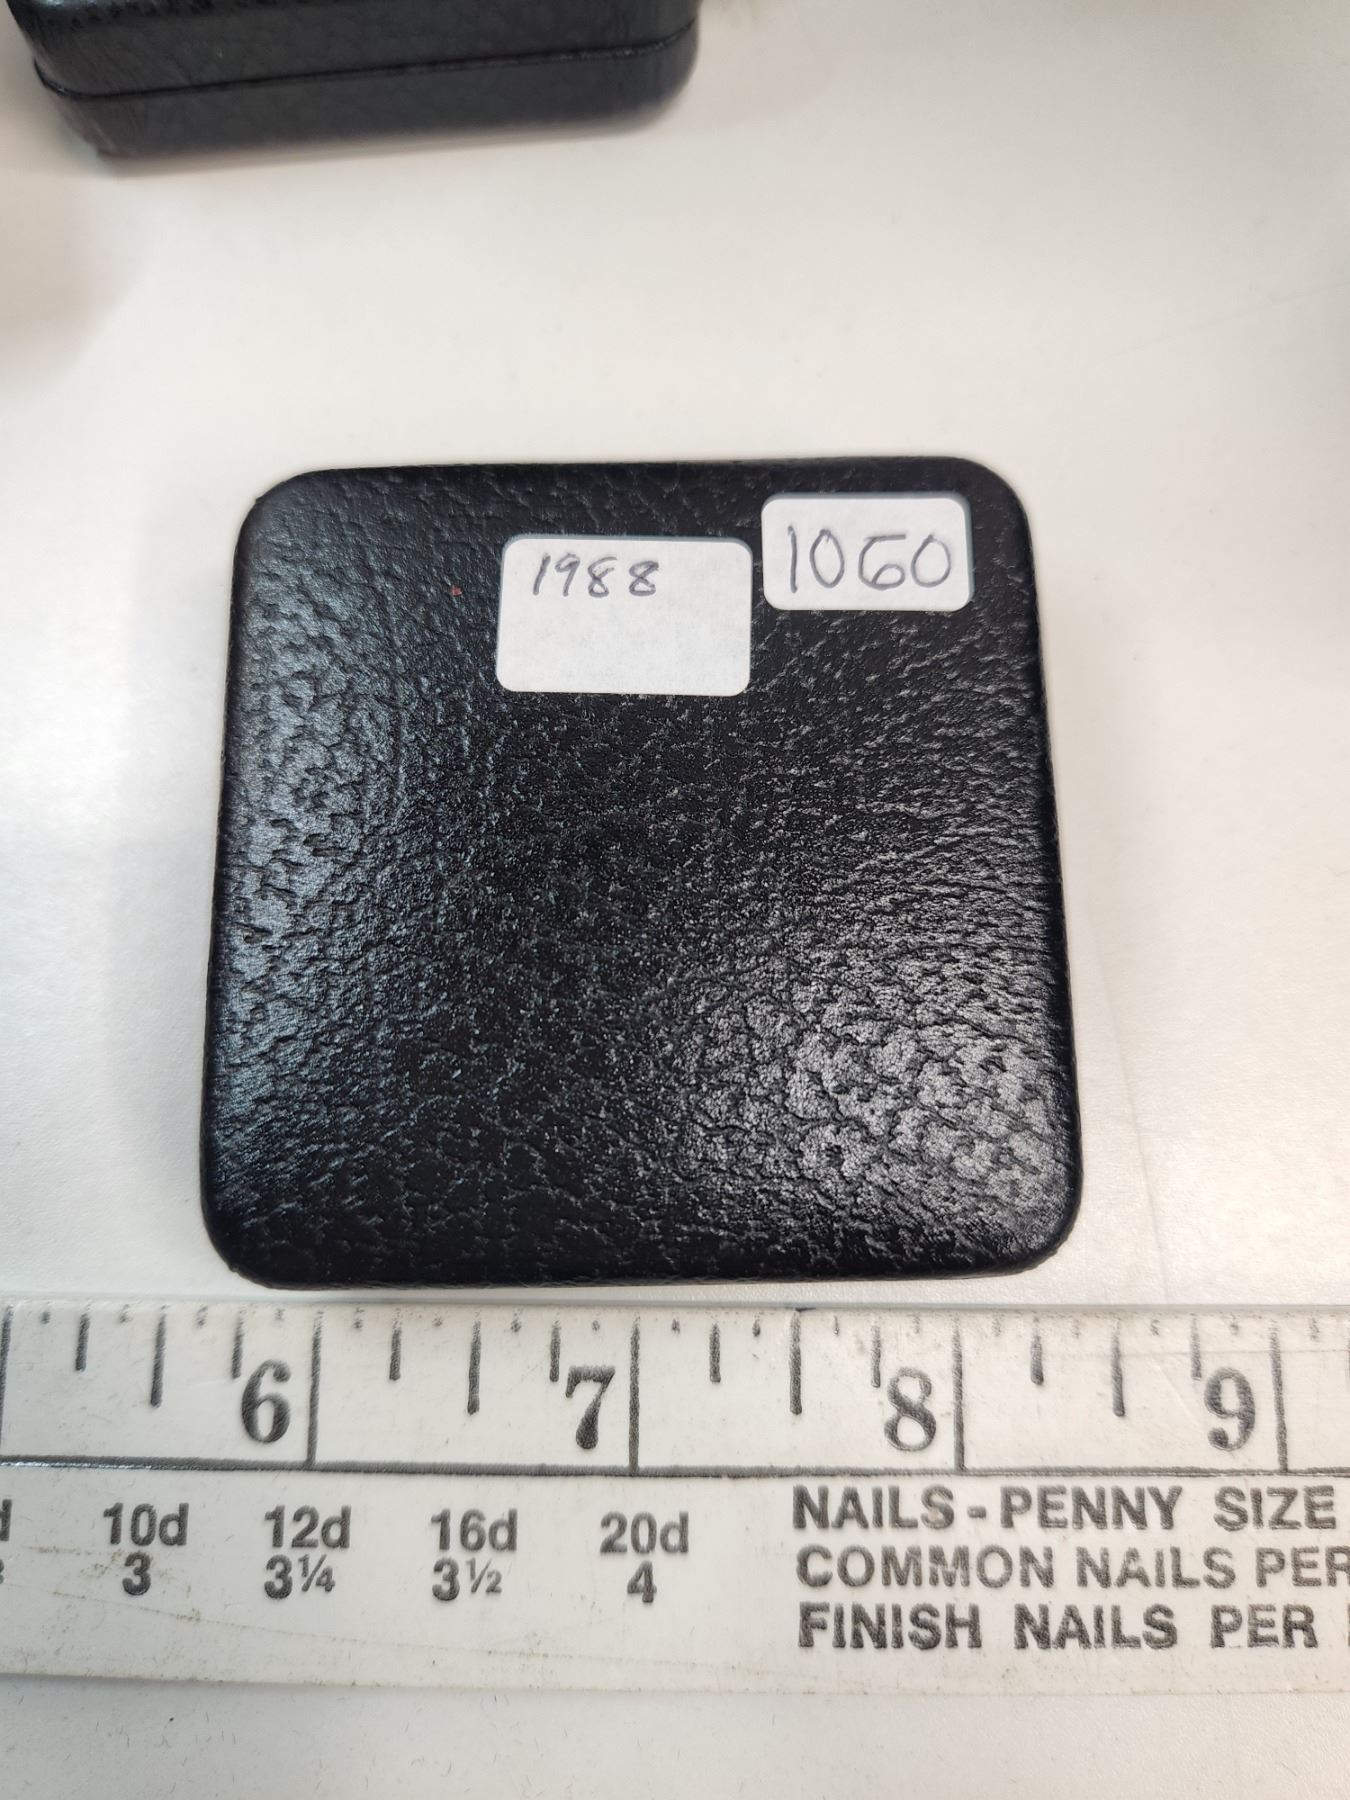 1988
1060
6 7 8 9
10d 12d 16d 20d
3 3¼ 3½ 4
NAILS - PENNY SIZE
COMMON NAILS PER
FINISH NAILS PER